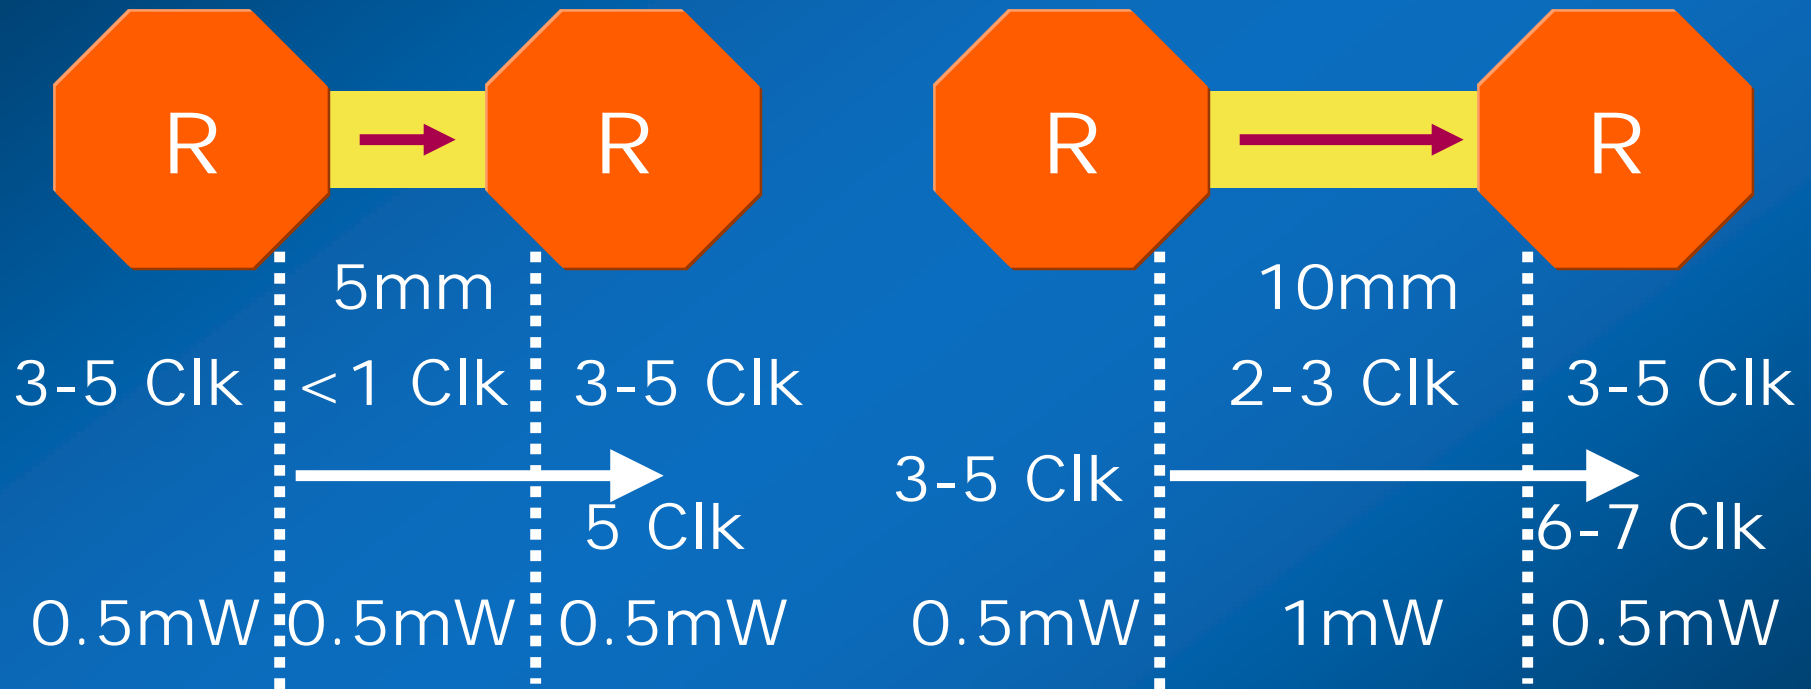 R R R R
5mm 10mm
3-5 Clk <1 Clk 3-5 Clk 2-3 Clk 3-5 Clk
3-5 Clk
5 Clk 6-7 Clk
0.5mW 0.5mW 0.5mW 0.5mW 1mW 0.5mW